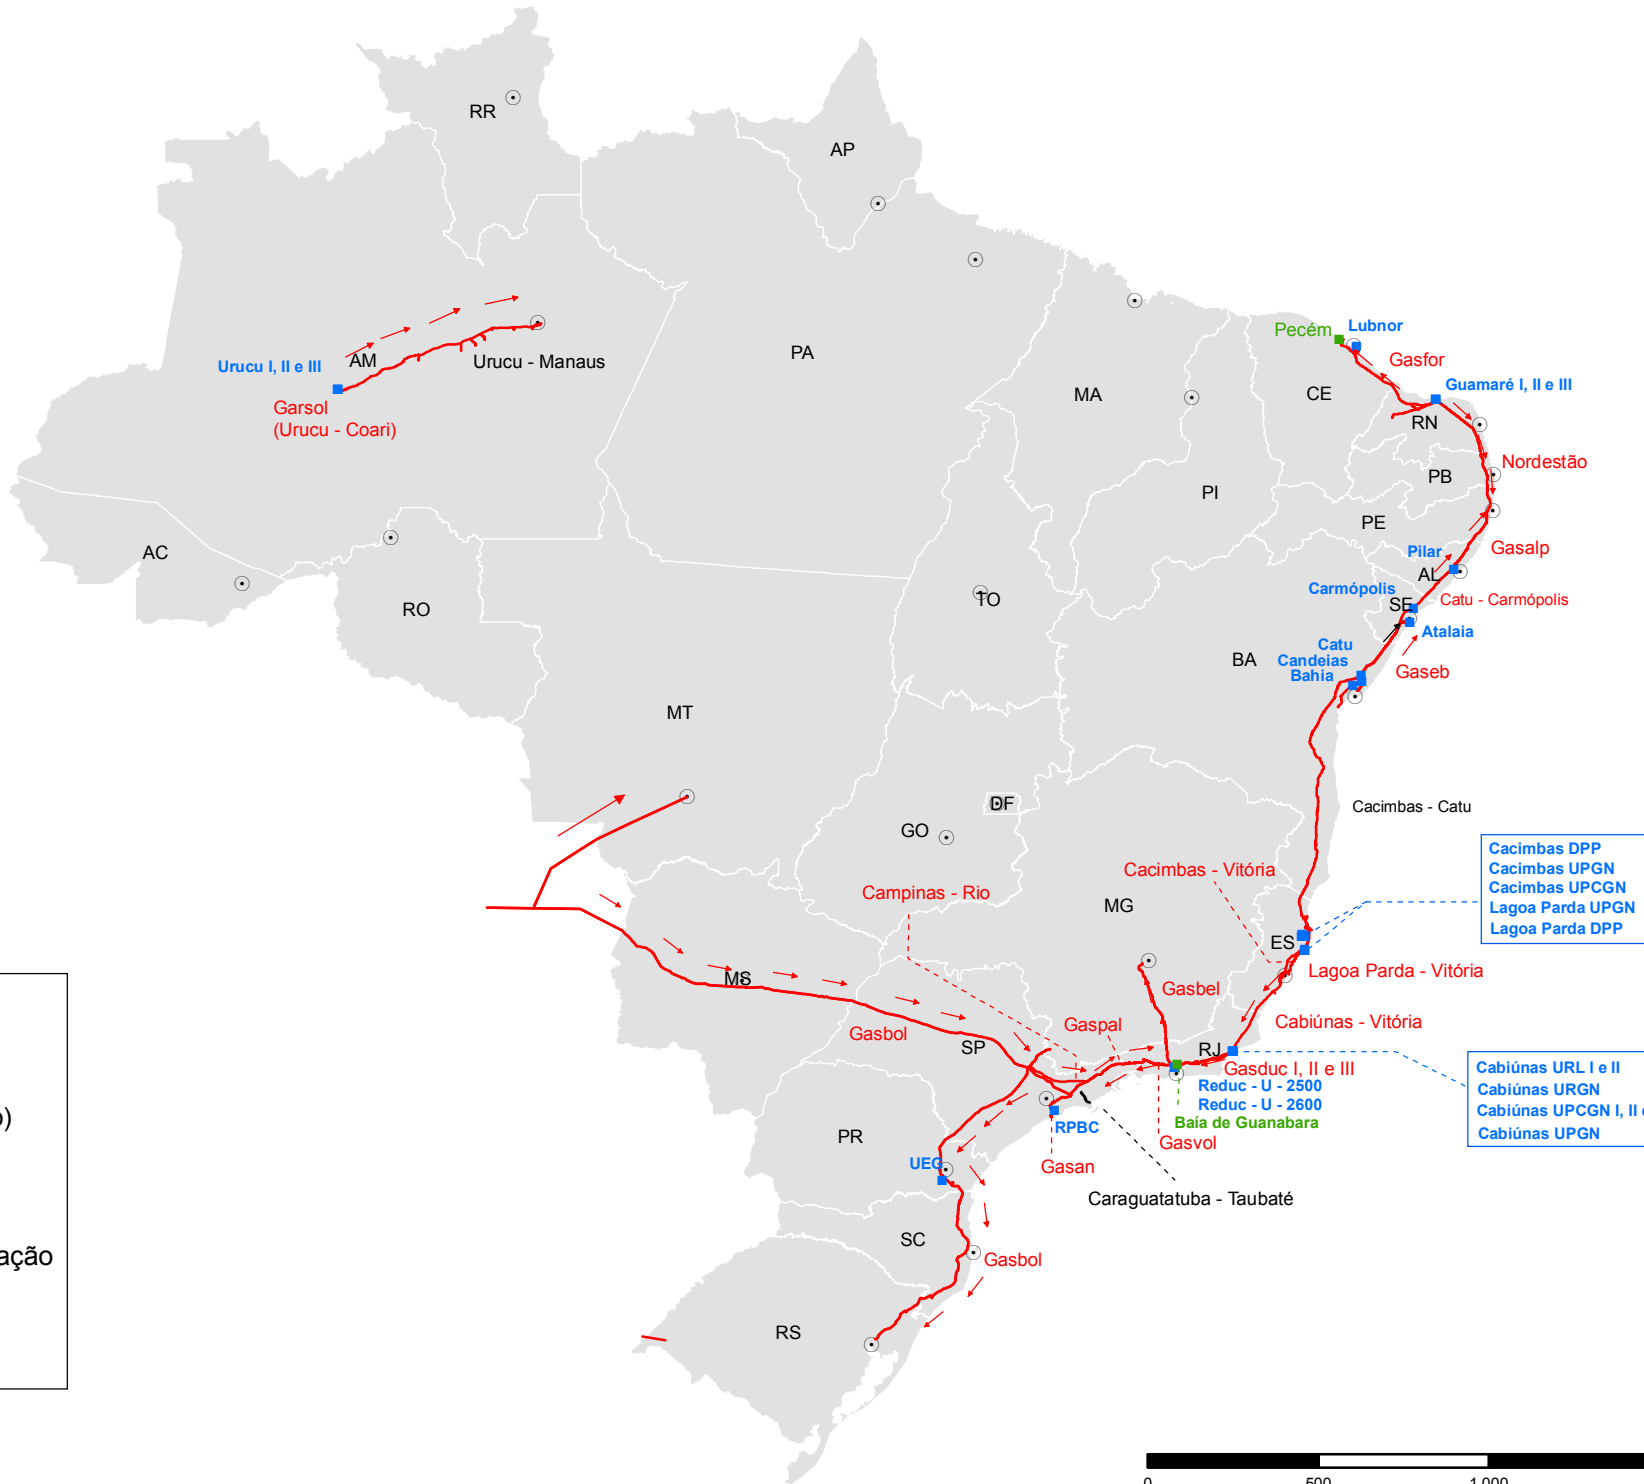 RR
AP
AM
Urucu I, II e III
Urucu - Manaus
Garsol
(Urucu - Coari)
PA
MA
Pecém
Lubnor
Gasfor
CE
Guamaré I, II e III
RN
Nordestão
PB
PI
PE
Gasalp
Pilar
AL
Carmópolis
SE
Catu - Carmópolis
Atalaia
Catu
Candeias
Bahia
Gaseb
AC
RO
TO
BA
MT
DF
GO
Cacimbas - Catu
Cacimbas DPP
Cacimbas UPGN
Cacimbas UPCGN
Lagoa Parda UPGN
Lagoa Parda DPP
Cacimbas - Vitória
Campinas - Rio
MG
ES
Lagoa Parda - Vitória
MS
Gasbel
Cabiúnas - Vitória
Gasbol
Gaspal
SP
RJ
Gasduc I, II e III
Cabiúnas URL I e II
Cabiúnas URGN
Cabiúnas UPCGN I, II
Cabiúnas UPGN
Reduc - U - 2500
Reduc - U - 2600
Baía de Guanabara
RPBC
Gasvol
Gasan
PR
UEG
Caraguatatuba - Taubaté
SC
Gasbol
RS
o)
ação
0 500 1.000